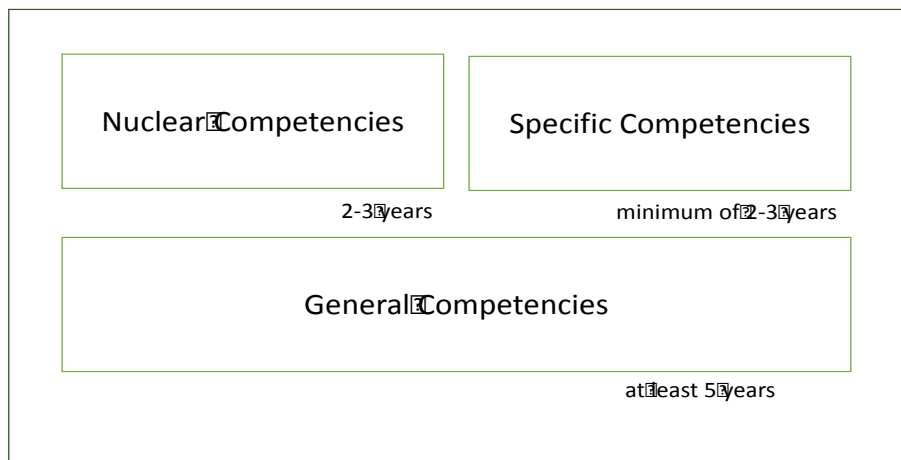 Nuclear Competencies
Specific Competencies
2-3 years
minimum of 2-3 years
General Competencies
at least 5 years